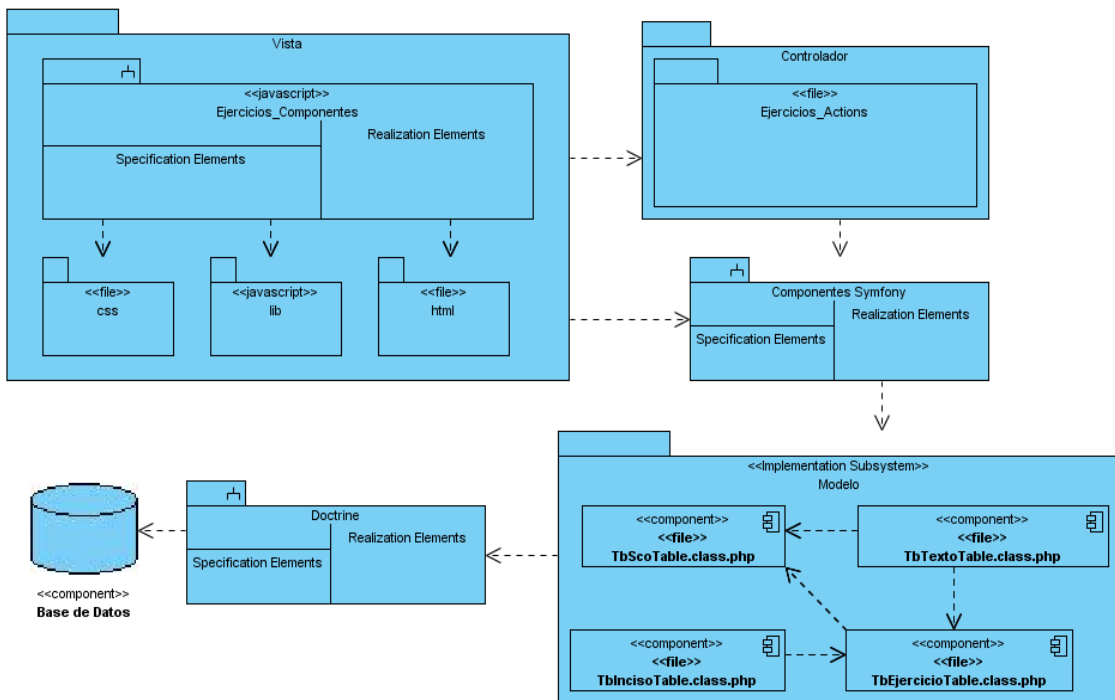 Vista
<<javascript>>
Ejercicios_Componentes
Realization Elements
Specification Elements
<<file>>
css
<<javascript>>
lib
<<file>>
html
Controlador
<<file>>
Ejercicios_Actions
Componentes Symfony
Realization Elements
Specification Elements
<<Implementation Subsystem>>
Modelo
<<component>>
<<file>>
TbScoTable.class.php
<<component>>
<<file>>
TbTextoTable.class.php
<<component>>
<<file>>
TbIncisoTable.class.php
<<component>>
<<file>>
TbEjercicioTable.class.php
Doctrine
Realization Elements
Specification Elements
<<component>>
Base de Datos